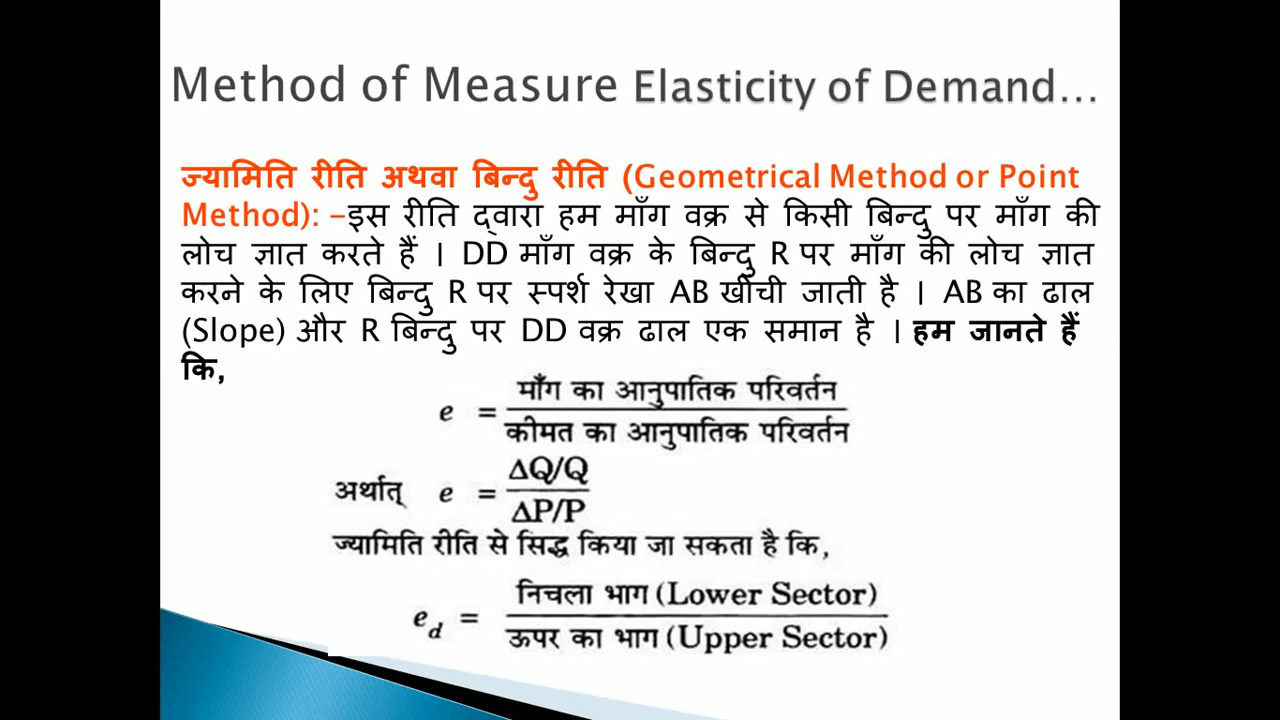 Method of Measure Elasticity of Demand...
ज्यामिति रीति अथवा बिन्दु रीति (Geometrical Method or Point
Method): –इस रीति द्वारा हम माँग वक्र से किसी बिन्दु पर माँग की
लोच ज्ञात करते हैं । DD माँग वक्र के बिन्दु R पर माँग की लोच ज्ञात
करने के लिए बिन्दु R पर स्पर्श रेखा AB खींची जाती है । AB का ढाल
(Slope) और R बिन्दु पर DD वक्र ढाल एक समान है । हम जानते हैं
कि,
e = माँग का आनुपातिक परिवर्तन
कीमत का आनुपातिक परिवर्तन
अर्थात् e = ΔQ/Q
ΔP/P
ज्यामिति रीति से सिद्ध किया जा सकता है कि,
e_d = निचला भाग (Lower Sector)
ऊपर का भाग (Upper Sector)